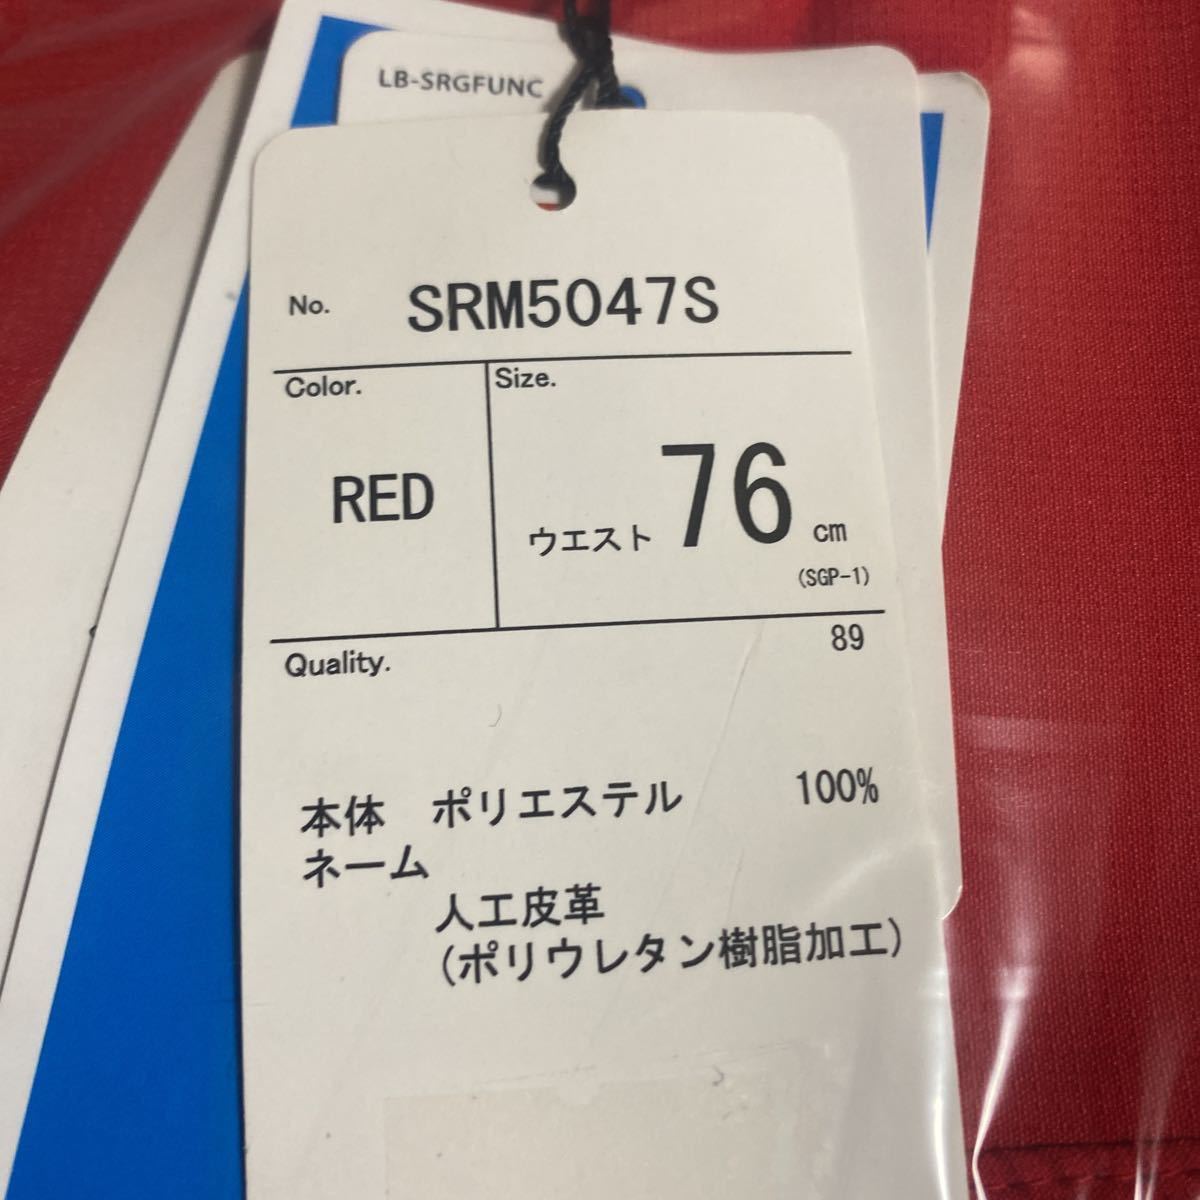 LB-SRGFUNC
No. SRM5047S
Color.
Size.
RED
ウエスト 76 cm
(SGP-1)
Quality.
89
本体 ポリエステル 100%
ネーム
人工皮革
(ポリウレタン樹脂加工)